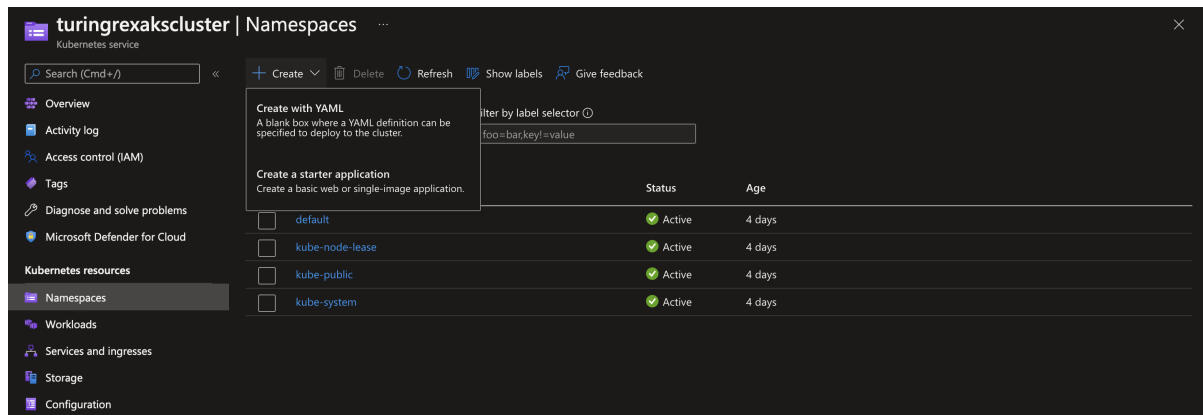 turingrexakscluster | Namespaces ...
Kubernetes service
Search (Cmd+/)
«
Overview
Activity log
Access control (IAM)
Tags
Diagnose and solve problems
Microsoft Defender for Cloud
Kubernetes resources
Namespaces
Workloads
Services and ingresses
Storage
Configuration
Create
Delete
Refresh
Show labels
Give feedback
Create with YAML
A blank box where a YAML definition can be
specified to deploy to the cluster.
Create a starter application
Create a basic web or single-image application.
ilter by label selector
foo=bar,key!=value
Status Age
default Active 4 days
kube-node-lease Active 4 days
kube-public Active 4 days
kube-system Active 4 days